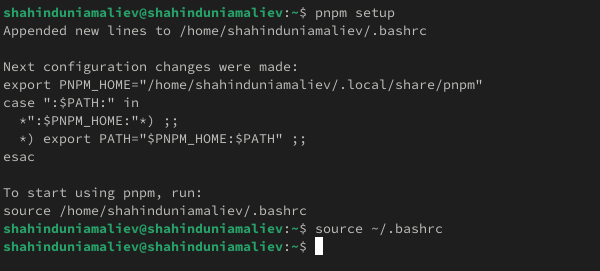 shahinduniamaliev@shahinduniamaliev:~$ pnpm setup
Appended new lines to /home/shahinduniamaliev/.bashrc
Next configuration changes were made:
export PNPM_HOME="/home/shahinduniamaliev/.local/share/pnpm"
case ":$PATH:" in
  *":$PNPM_HOME:"*) ;;
  *) export PATH="$PNPM_HOME:$PATH" ;;
esac
To start using pnpm, run:
source /home/shahinduniamaliev/.bashrc
shahinduniamaliev@shahinduniamaliev:~$ source ~/.bashrc
shahinduniamaliev@shahinduniamaliev:~$